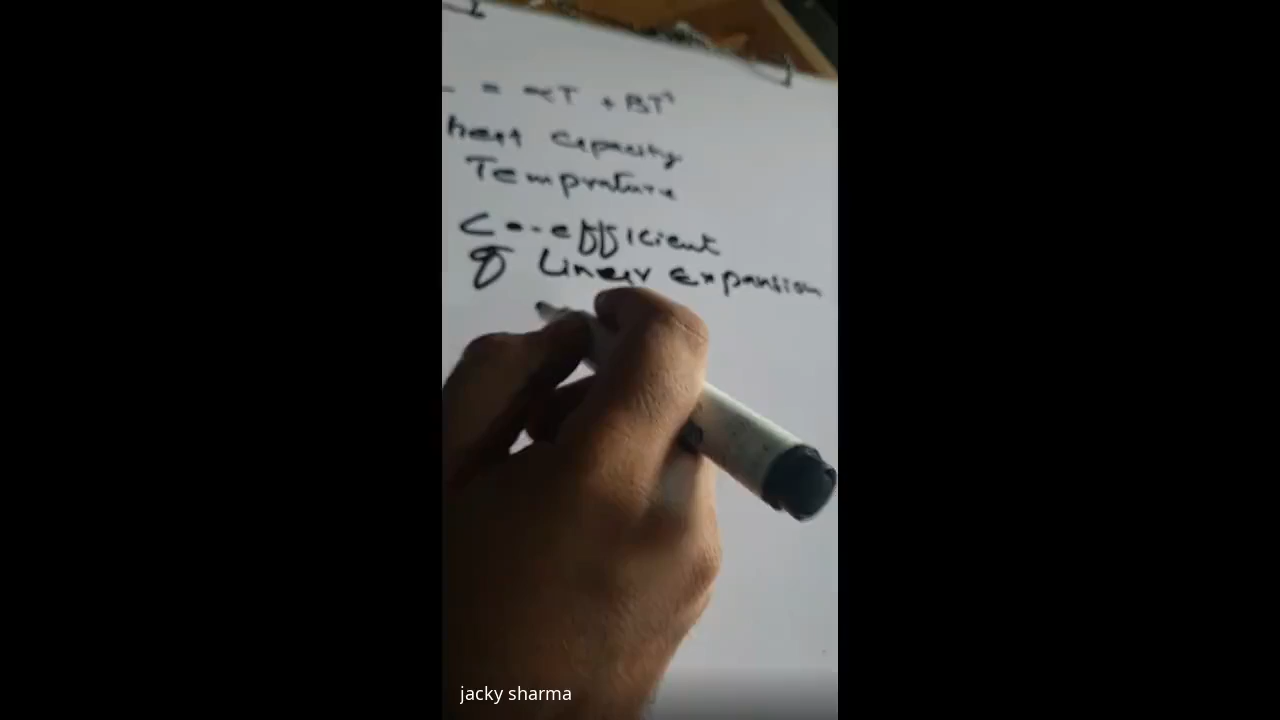 = αT + BT³
heat capacity
Temprature
Co-efficient
of Linear expansion
jacky sharma